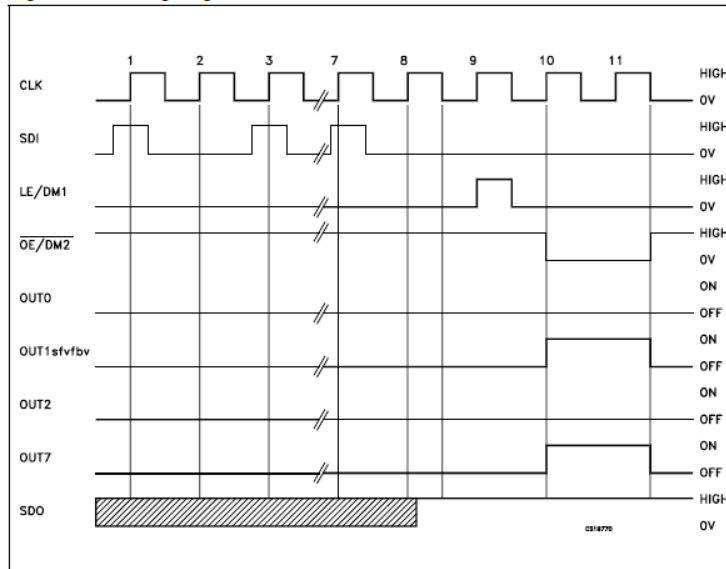 1 2 3 7 8 9 10 11
CLK HIGH
0V
SDI HIGH
0V
LE/DM1 HIGH
0V
OE/DM2 HIGH
0V
OUT0 ON
OFF
OUT1sfvfbv ON
OFF
OUT2 ON
OFF
OUT7 ON
OFF
SDO HIGH
0V
CS18770